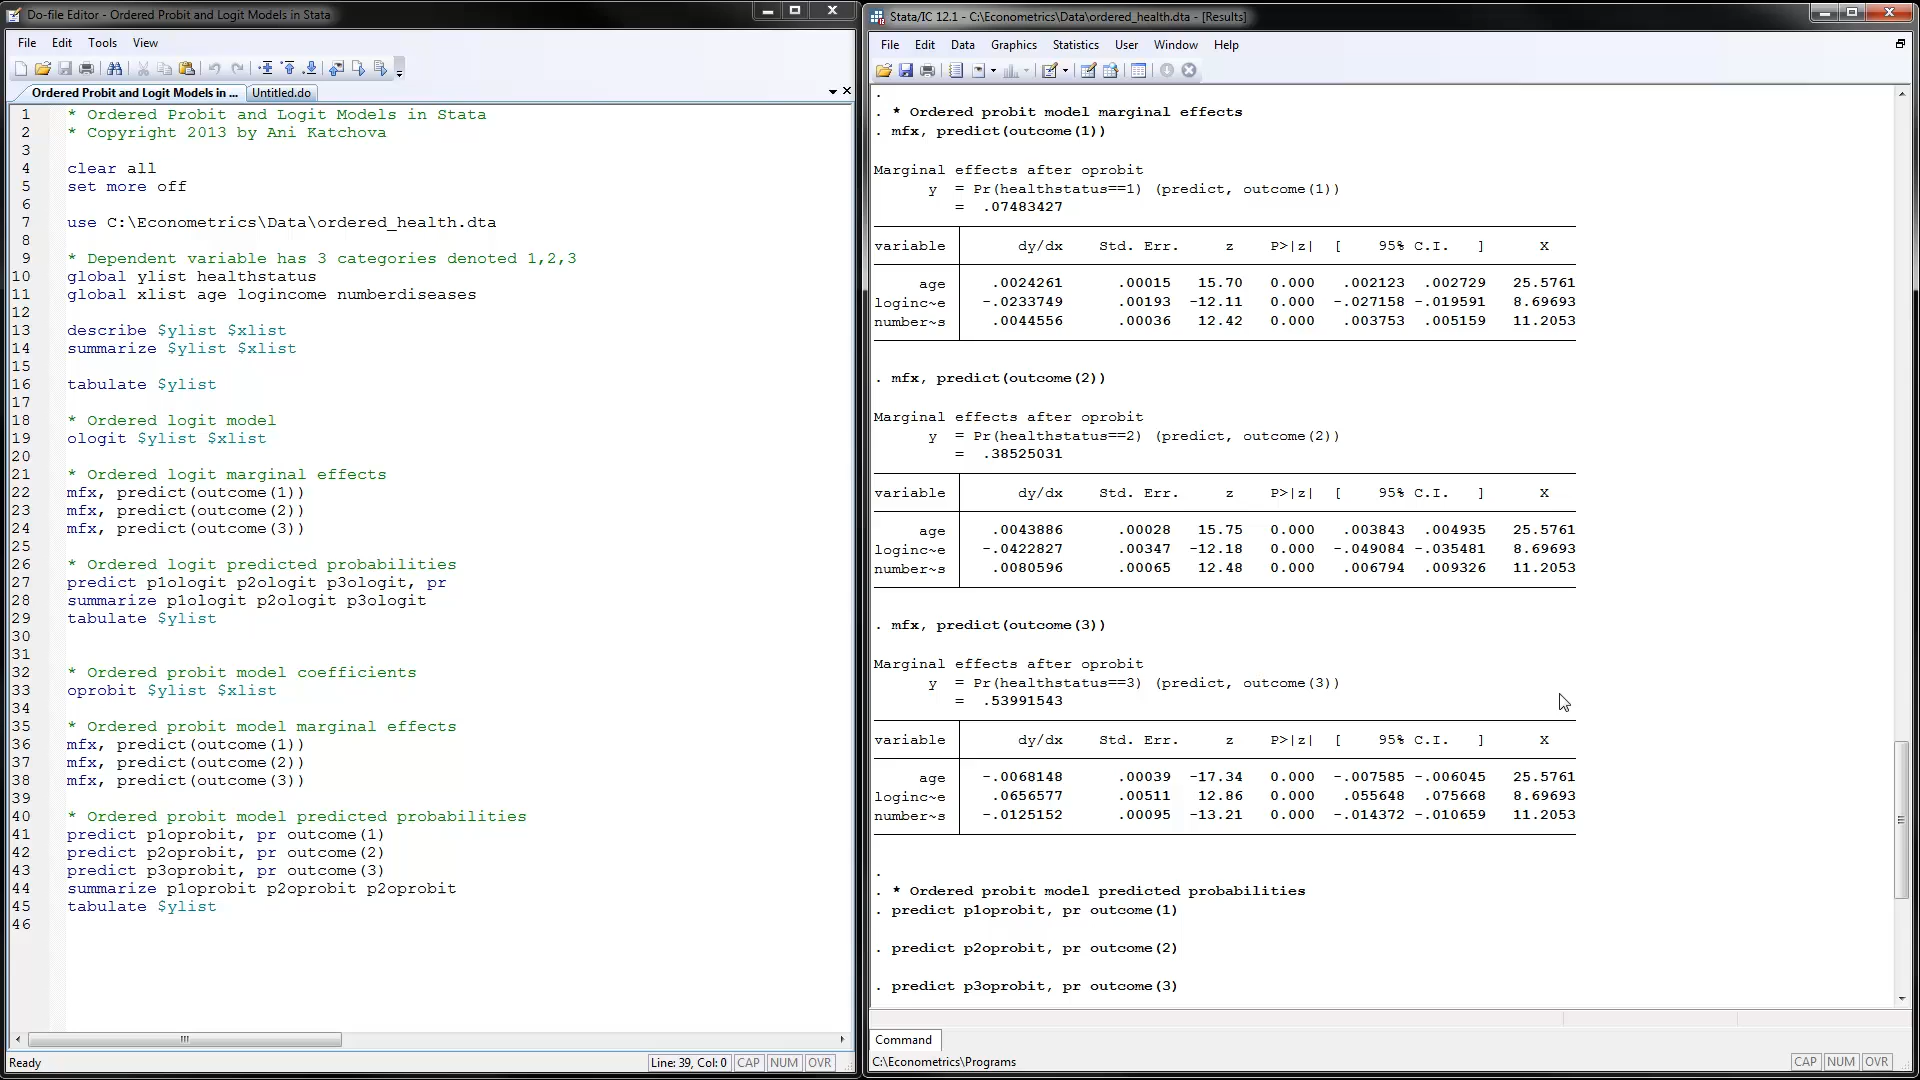 Do-file Editor - Ordered Probit and Logit Models in Stata
File Edit Tools View
Ordered Probit and Logit Models in ... Untitled.do
1 * Ordered Probit and Logit Models in Stata
2 * Copyright 2013 by Ani Katchova
3
4 clear all
5 set more off
6
7 use C:\Econometrics\Data\ordered_health.dta
8
9 * Dependent variable has 3 categories denoted 1,2,3
10 global ylist healthstatus
11 global xlist age logincome numberdiseases
12
13 describe $ylist $xlist
14 summarize $ylist $xlist
15
16 tabulate $ylist
17
18 * Ordered logit model
19 ologit $ylist $xlist
20
21 * Ordered logit marginal effects
22 mfx, predict(outcome(1))
23 mfx, predict(outcome(2))
24 mfx, predict(outcome(3))
25
26 * Ordered logit predicted probabilities
27 predict p1ologit p2ologit p3ologit, pr
28 summarize p1ologit p2ologit p3ologit
29 tabulate $ylist
30
31
32 * Ordered probit model coefficients
33 oprobit $ylist $xlist
34
35 * Ordered probit model marginal effects
36 mfx, predict(outcome(1))
37 mfx, predict(outcome(2))
38 mfx, predict(outcome(3))
39
40 * Ordered probit model predicted probabilities
41 predict p1oprobit, pr outcome(1)
42 predict p2oprobit, pr outcome(2)
43 predict p3oprobit, pr outcome(3)
44 summarize p1oprobit p2oprobit p2oprobit
45 tabulate $ylist
46
Ready Line: 39, Col: 0 CAP NUM OVR
Stata/IC 12.1 - C:\Econometrics\Data\ordered_health.dta - [Results]
File Edit Data Graphics Statistics User Window Help
.
. * Ordered probit model marginal effects
. mfx, predict(outcome(1))
Marginal effects after oprobit
y = Pr(healthstatus==1) (predict, outcome(1))
= .07483427
variable dy/dx Std. Err. z P>|z| [ 95% C.I. ] X
age .0024261 .00015 15.70 0.000 .002123 .002729 25.5761
loginc~e -.0233749 .00193 -12.11 0.000 -.027158 -.019591 8.69693
number~s .0044556 .00036 12.42 0.000 .003753 .005159 11.2053
. mfx, predict(outcome(2))
Marginal effects after oprobit
y = Pr(healthstatus==2) (predict, outcome(2))
= .38525031
variable dy/dx Std. Err. z P>|z| [ 95% C.I. ] X
age .0043886 .00028 15.75 0.000 .003843 .004935 25.5761
loginc~e -.0422827 .00347 -12.18 0.000 -.049084 -.035481 8.69693
number~s .0080596 .00065 12.48 0.000 .006794 .009326 11.2053
. mfx, predict(outcome(3))
Marginal effects after oprobit
y = Pr(healthstatus==3) (predict, outcome(3))
= .53991543
variable dy/dx Std. Err. z P>|z| [ 95% C.I. ] X
age -.0068148 .00039 -17.34 0.000 -.007585 -.006045 25.5761
loginc~e .0656577 .00511 12.86 0.000 .055648 .075668 8.69693
number~s -.0125152 .00095 -13.21 0.000 -.014372 -.010659 11.2053
.
. * Ordered probit model predicted probabilities
. predict p1oprobit, pr outcome(1)
. predict p2oprobit, pr outcome(2)
. predict p3oprobit, pr outcome(3)
Command
C:\Econometrics\Programs CAP NUM OVR